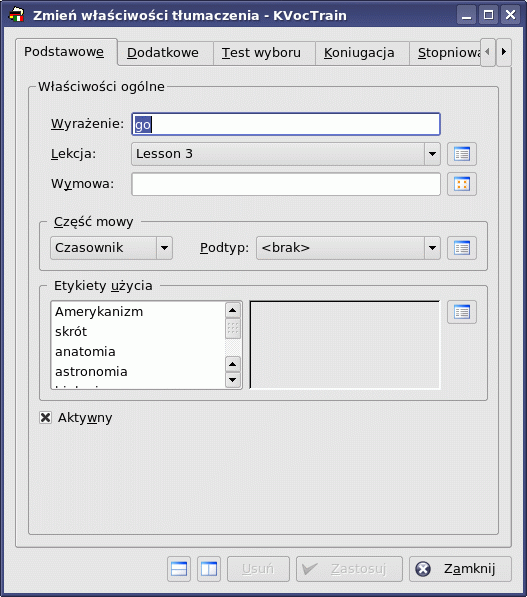 Zmień właściwości tłumaczenia - KVocTrain
Podstawowe Dodatkowe Test wyboru Koniugacja Stopniowa
Właściwości ogólne
Wyrażenie: go
Lekcja: Lesson 3
Wymowa:
Część mowy
Czasownik Podtyp: <brak>
Etykiety użycia
Amerykanizm
skrót
anatomia
astronomia
Aktywny
Usuń Zastosuj Zamknij